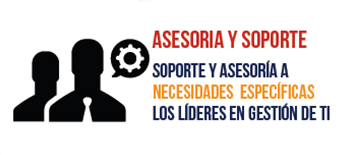 ASESORIA Y SOPORTE
SOPORTE Y ASESORÍA A
NECESIDADES ESPECÍFICAS
LOS LÍDERES EN GESTIÓN DE TI